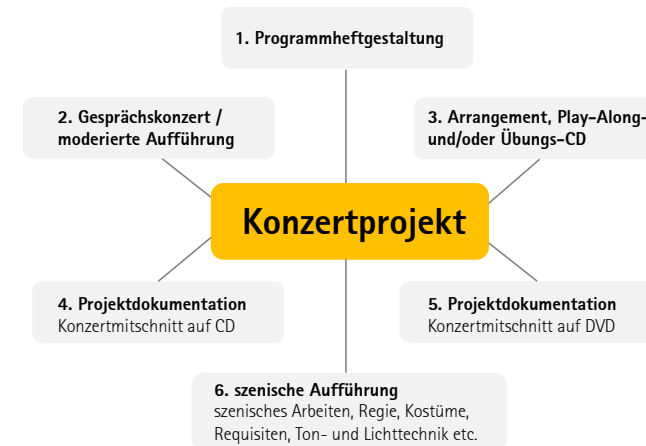 1. Programmheftgestaltung
2. Gesprächskonzert /
moderierte Aufführung
3. Arrangement, Play-Along-
und/oder Übungs-CD
Konzertprojekt
4. Projektdokumentation
Konzertmitschnitt auf CD
5. Projektdokumentation
Konzertmitschnitt auf DVD
6. szenische Aufführung
szenisches Arbeiten, Regie, Kostüme,
Requisiten, Ton- und Lichttechnik etc.